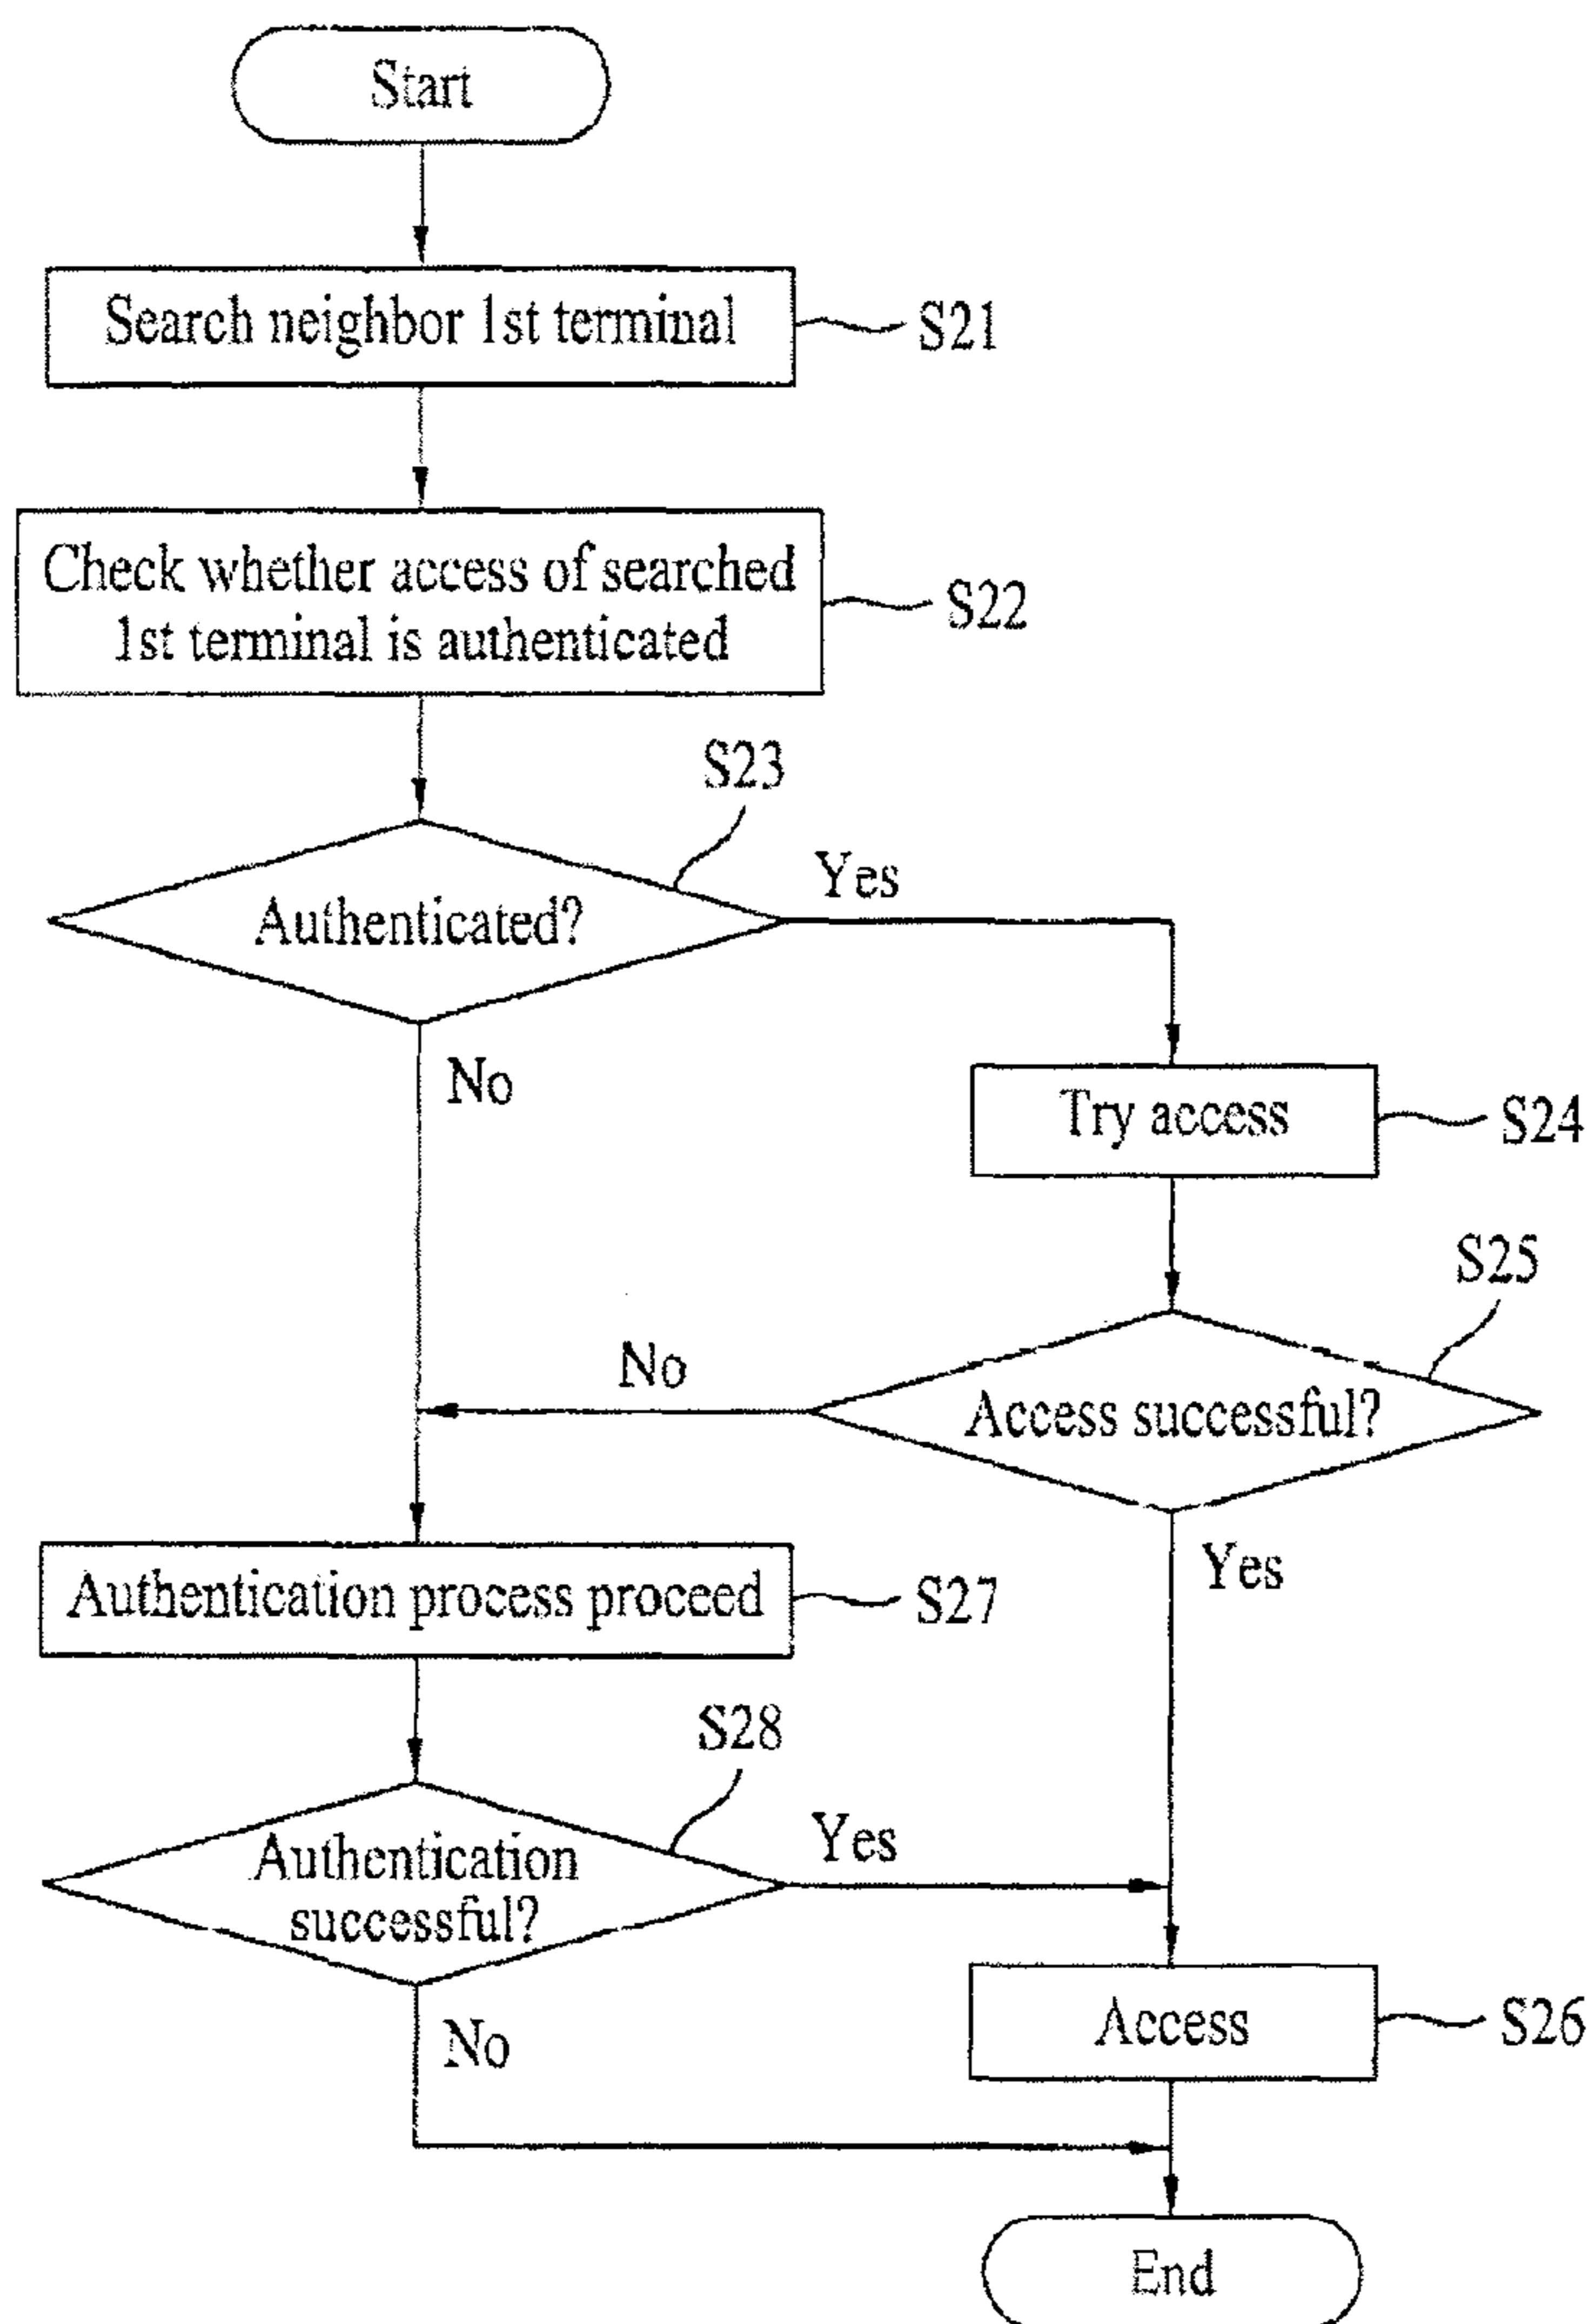 Start
Search neighbor 1st terminal
S21
Check whether access of searched
1st terminal is authenticated
S22
S23
Authenticated?
Yes
No
Try access
S24
S25
Access successful?
No
Yes
Authentication process proceed
S27
S28
Authentication
successful?
Yes
No
Access
S26
End